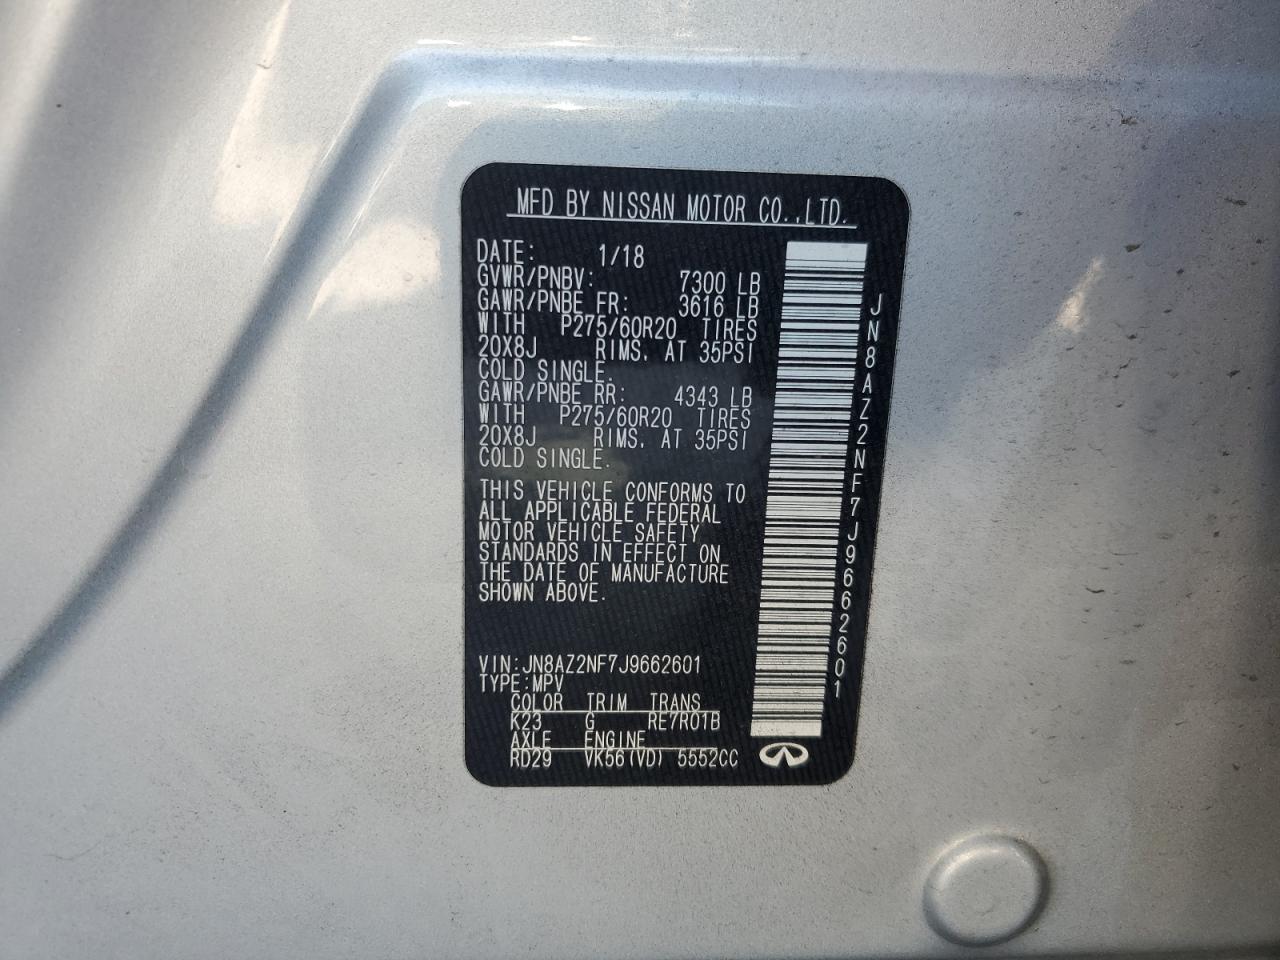 MFD BY NISSAN MOTOR CO.,LTD.
DATE: 1/18
GVWR/PNBV: 7300 LB
GAWR/PNBE FR: 3616 LB
WITH P275/60R20 TIRES
20X8J RIMS. AT 35PSI
COLD SINGLE.
GAWR/PNBE RR: 4343 LB
WITH P275/60R20 TIRES
20X8J RIMS. AT 35PSI
COLD SINGLE.
THIS VEHICLE CONFORMS TO
ALL APPLICABLE FEDERAL
MOTOR VEHICLE SAFETY
STANDARDS IN EFFECT ON
THE DATE OF MANUFACTURE
SHOWN ABOVE.
VIN:JN8AZ2NF7J9662601
TYPE:MPV
COLOR TRIM TRANS
K23 G RE7R01B
AXLE ENGINE
RD29 VK56(VD) 5552CC
JN8AZ2NF7J9662601